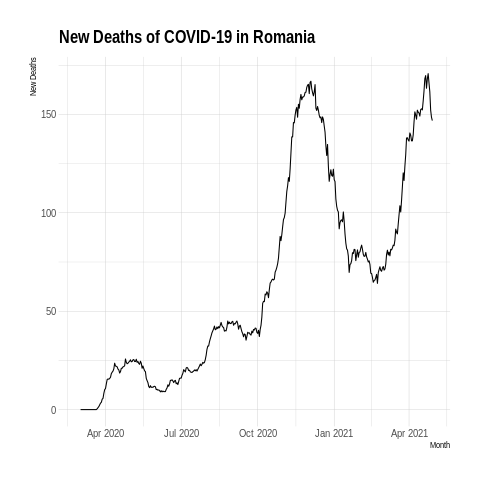 New Deaths of COVID-19 in Romania
New Deaths
150
100
50
0
Apr 2020 Jul 2020 Oct 2020 Jan 2021 Apr 2021
Month